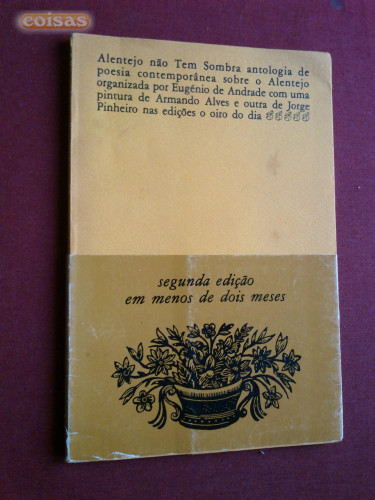 coisas
Alentejo não Tem Sombra antologia de
poesia contemporânea sobre o Alentejo
organizada por Eugénio de Andrade com uma
pintura de Armando Alves e outra de Jorge
Pinheiro nas edições o oiro do dia
segunda edição
em menos de dois meses